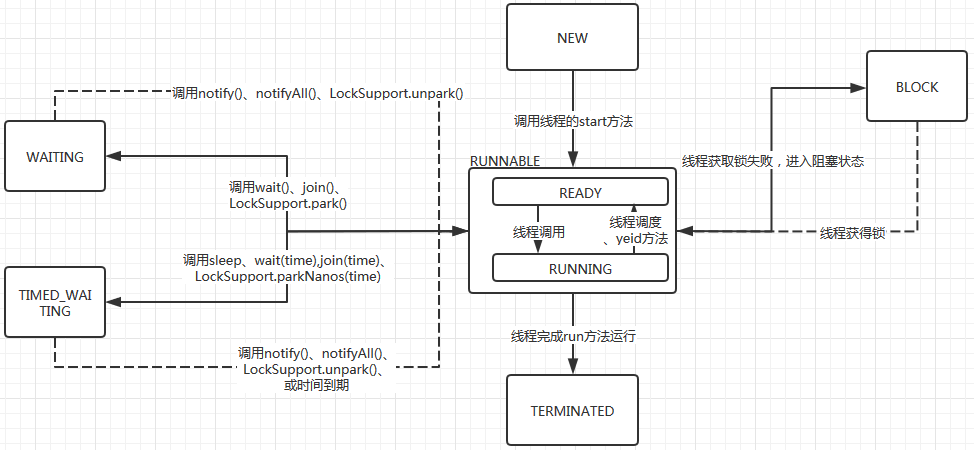 NEW
BLOCK
调用notify()、notifyAll()、LockSupport.unpark()
调用线程的start方法
WAITING
RUNNABLE
线程获取锁失败，进入阻塞状态
调用wait()、join()、
LockSupport.park()
READY
线程调用
线程调度
、yeid方法
线程获得锁
调用sleep、wait(time),join(time)、
LockSupport.parkNanos(time)
RUNNING
TIMED_WAI
TING
线程完成run方法运行
调用notify()、notifyAll()、
LockSupport.unpark()、
或时间到期
TERMINATED